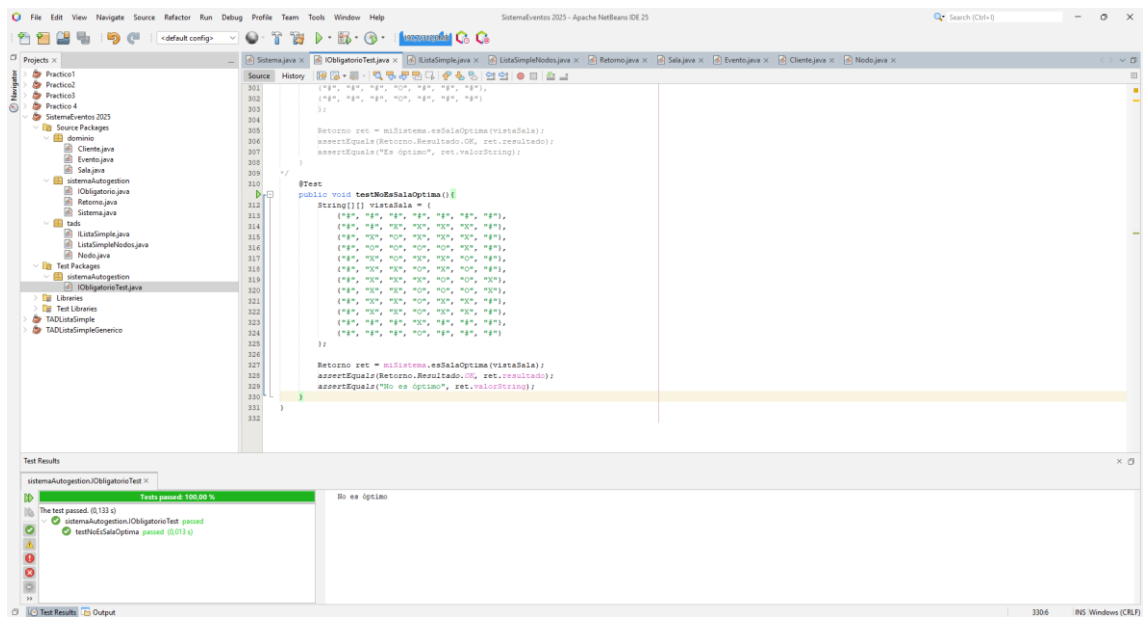 File Edit View Navigate Source Refactor Run Debug Profile Team Tools Window Help
SistemaEventos 2025 - Apache NetBeans IDE 25
Search (Ctrl+I)
<default config>
Projects
Sistema.java
IObligatorioTest.java
IListaSimple.java
ListaSimpleNodos.java
Retorno.java
Sala.java
Evento.java
Cliente.java
Nodo.java
Navigator
Services
Source History
Practico1
Practico2
Practico3
Practico 4
SistemaEventos 2025
Source Packages
dominio
Cliente.java
Evento.java
Sala.java
sistemaAutogestion
IObligatorio.java
Retorno.java
Sistema.java
tads
IListaSimple.java
ListaSimpleNodos.java
Nodo.java
Test Packages
sistemaAutogestion
IObligatorioTest.java
Libraries
Test Libraries
TADListaSimple
TADListaSimpleGenerico
301 {"#", "#", "#", "O", "#", "#", "#"},
302 {"#", "#", "#", "O", "#", "#", "#"}
303 };
304
305 Retorno ret = miSistema.esSalaOptima(vistaSala);
306 assertEquals(Retorno.Resultado.OK, ret.resultado);
307 assertEquals("Es óptimo", ret.valorString);
308 }
309 */
310 @Test
public void testNoEsSalaOptima(){
312 String[][] vistaSala = {
313 {"#", "#", "#", "#", "#", "#", "#"},
314 {"#", "#", "X", "X", "X", "X", "#"},
315 {"#", "X", "O", "X", "X", "X", "#"},
316 {"#", "O", "O", "O", "O", "X", "#"},
317 {"#", "X", "O", "X", "O", "O", "#"},
318 {"#", "X", "X", "X", "O", "X", "#"},
319 {"#", "X", "X", "X", "O", "O", "X"},
320 {"#", "X", "X", "O", "O", "O", "X"},
321 {"#", "X", "X", "O", "X", "X", "#"},
322 {"#", "X", "X", "O", "X", "X", "#"},
323 {"#", "#", "#", "X", "#", "#", "#"},
324 {"#", "#", "#", "O", "#", "#", "#"}
325 };
326
327 Retorno ret = miSistema.esSalaOptima(vistaSala);
328 assertEquals(Retorno.Resultado.OK, ret.resultado);
329 assertEquals("No es óptimo", ret.valorString);
330 }
331 }
332
Test Results
sistemaAutogestion.IObligatorioTest
Tests passed: 100,00 %
The test passed. (0,133 s)
sistemaAutogestion.IObligatorioTest passed
testNoEsSalaOptima passed (0,013 s)
No es óptimo
Test Results Output
330:6 INS Windows (CRLF)